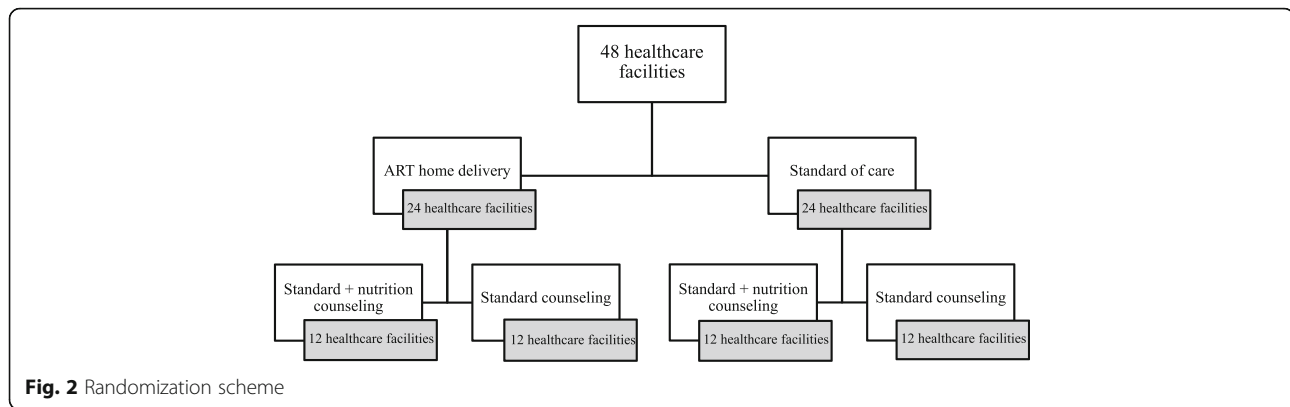 48 healthcare
facilities
ART home delivery
24 healthcare facilities
Standard of care
24 healthcare facilities
Standard + nutrition
counseling
12 healthcare facilities
Standard counseling
12 healthcare facilities
Standard + nutrition
counseling
12 healthcare facilities
Standard counseling
12 healthcare facilities
Fig. 2 Randomization scheme